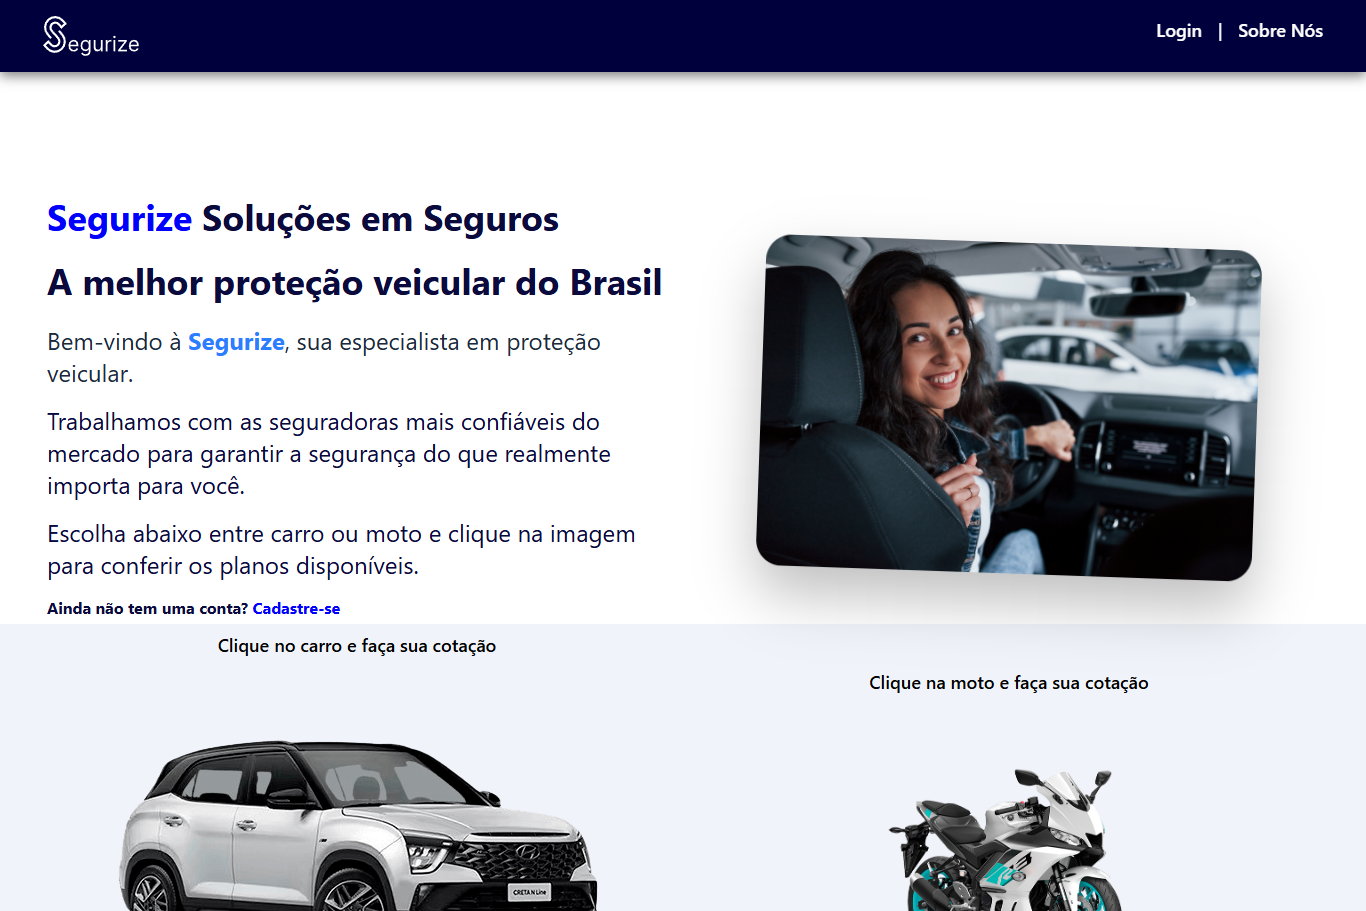 Segurize
Login | Sobre Nós
Segurize Soluções em Seguros
A melhor proteção veicular do Brasil
Bem-vindo à Segurize, sua especialista em proteção
veicular.
Trabalhamos com as seguradoras mais confiáveis do
mercado para garantir a segurança do que realmente
importa para você.
Escolha abaixo entre carro ou moto e clique na imagem
para conferir os planos disponíveis.
Ainda não tem uma conta? Cadastre-se
Clique no carro e faça sua cotação
Clique na moto e faça sua cotação
CRETA N Line